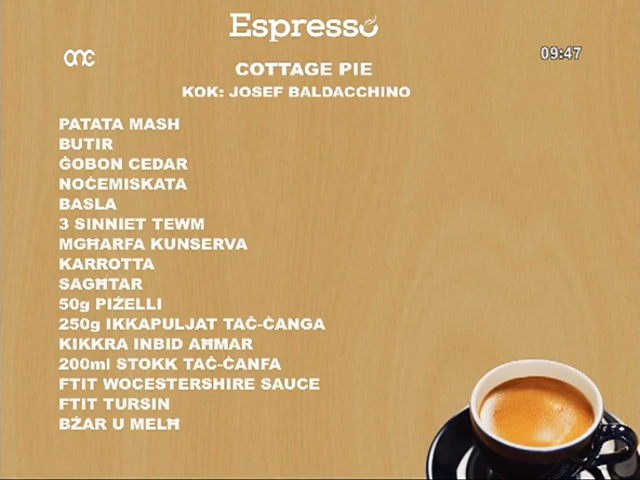 Espresso
one
09:47
COTTAGE PIE
KOK: JOSEF BALDACCHINO
PATATA MASH
BUTIR
ĠOBON CEDAR
NOĊEMISKATA
BASLA
3 SINNIET TEWM
MGĦARFA KUNSERVA
KARROTTA
SAGĦTAR
50g PIŻELLI
250g IKKAPULJAT TAĊ-ĊANGA
KIKKRA INBID AĦMAR
200ml STOKK TAĊ-ĊANFA
FTIT WOCESTERSHIRE SAUCE
FTIT TURSIN
BŻAR U MELĦ